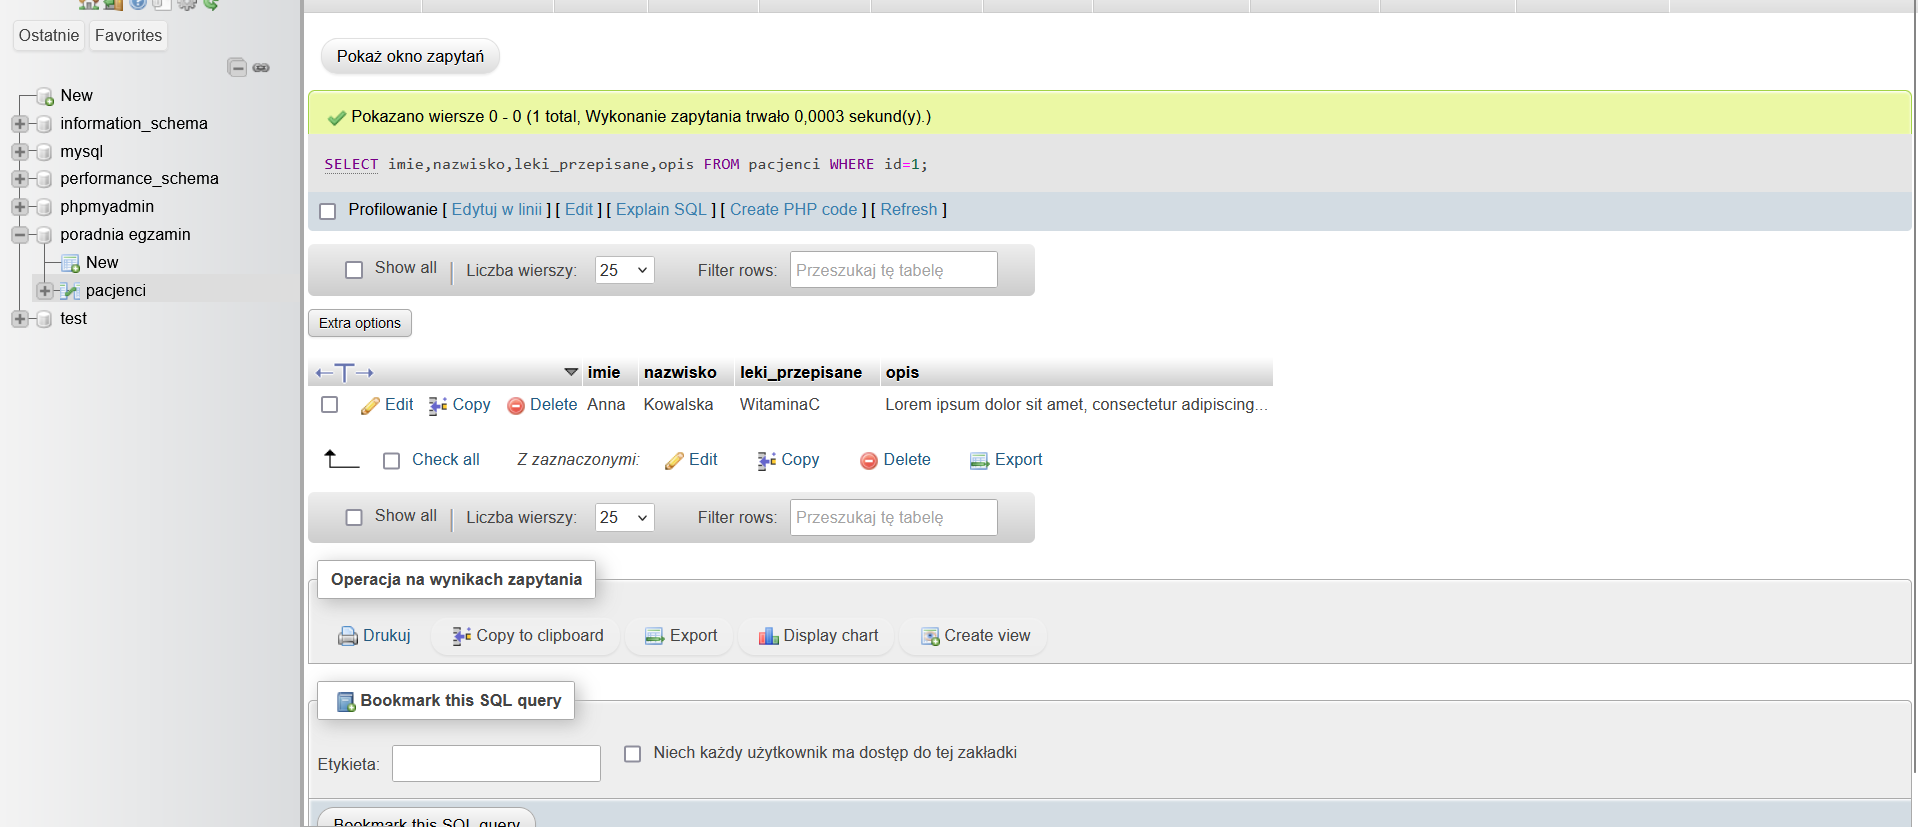 Ostatnie Favorites
New
information_schema
mysql
performance_schema
phpmyadmin
poradnia egzamin
New
pacjenci
test
Pokaż okno zapytań
Pokazano wiersze 0 - 0 (1 total, Wykonanie zapytania trwało 0,0003 sekund(y).)
SELECT imie,nazwisko,leki_przepisane,opis FROM pacjenci WHERE id=1;
Profilowanie [ Edytuj w linii ] [ Edit ] [ Explain SQL ] [ Create PHP code ] [ Refresh ]
Show all Liczba wierszy: 25 Filter rows: Przeszukaj tę tabelę
Extra options
imie nazwisko leki_przepisane opis
Edit Copy Delete Anna Kowalska WitaminaC Lorem ipsum dolor sit amet, consectetur adipiscing...
Check all Z zaznaczonymi: Edit Copy Delete Export
Show all Liczba wierszy: 25 Filter rows: Przeszukaj tę tabelę
Operacja na wynikach zapytania
Drukuj Copy to clipboard Export Display chart Create view
Bookmark this SQL query
Etykieta: Niech każdy użytkownik ma dostęp do tej zakładki
Bookmark this SQL query